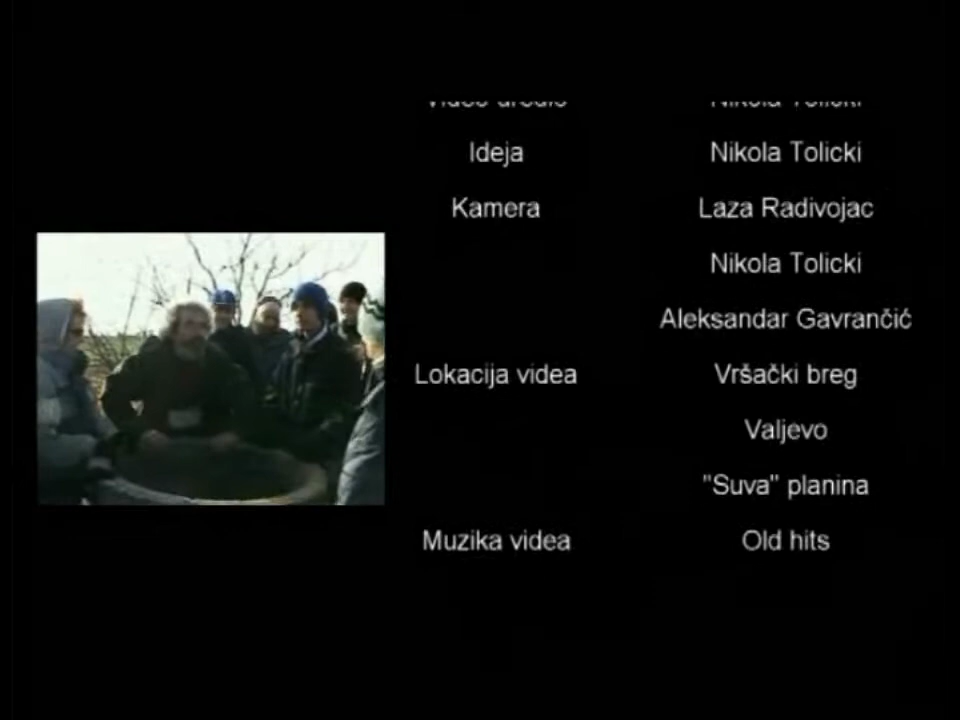 Ideja Nikola Tolicki
Kamera Laza Radivojac
Nikola Tolicki
Aleksandar Gavrančić
Lokacija videa Vršački breg
Valjevo
"Suva" planina
Muzika videa Old hits